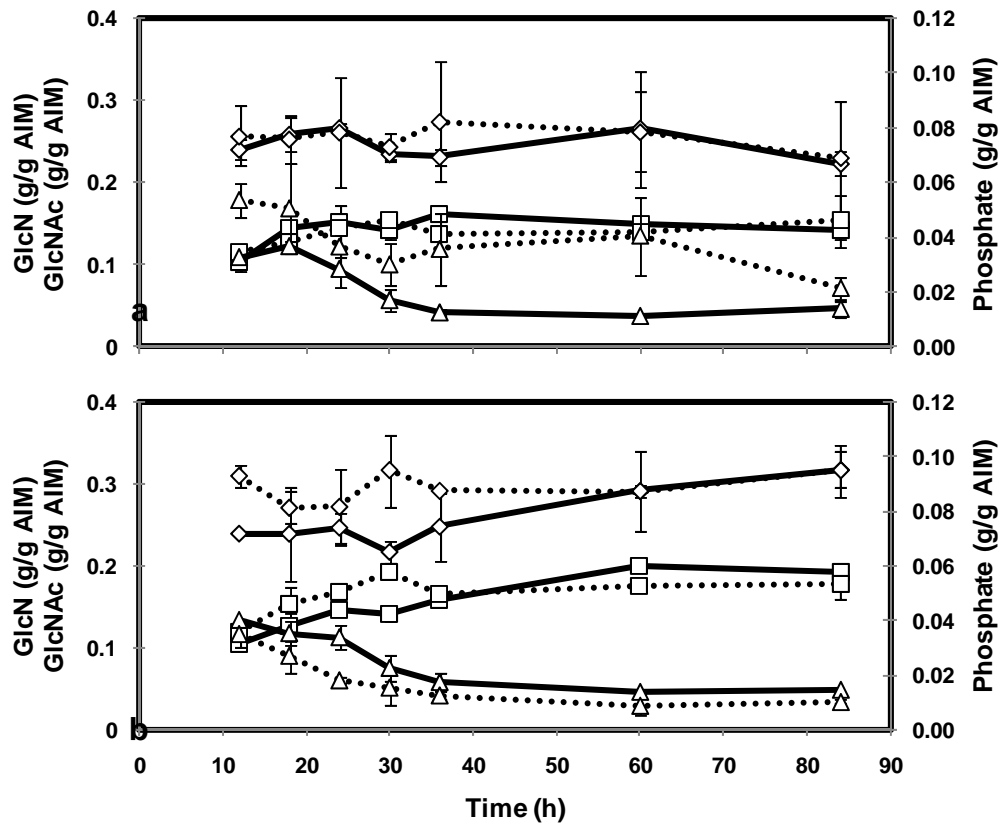 0.4
0.3
0.2
0.1
0
GlcN (g/g AIM)
GlcNAc (g/g AIM)
a
0.12
0.10
0.08
0.06
0.04
0.02
0.00
Phosphate (g/g AIM)
0.4
0.3
0.2
0.1
0
GlcN (g/g AIM)
GlcNAc (g/g AIM)
b
0.12
0.10
0.08
0.06
0.04
0.02
0.00
Phosphate (g/g AIM)
0 10 20 30 40 50 60 70 80 90
Time (h)